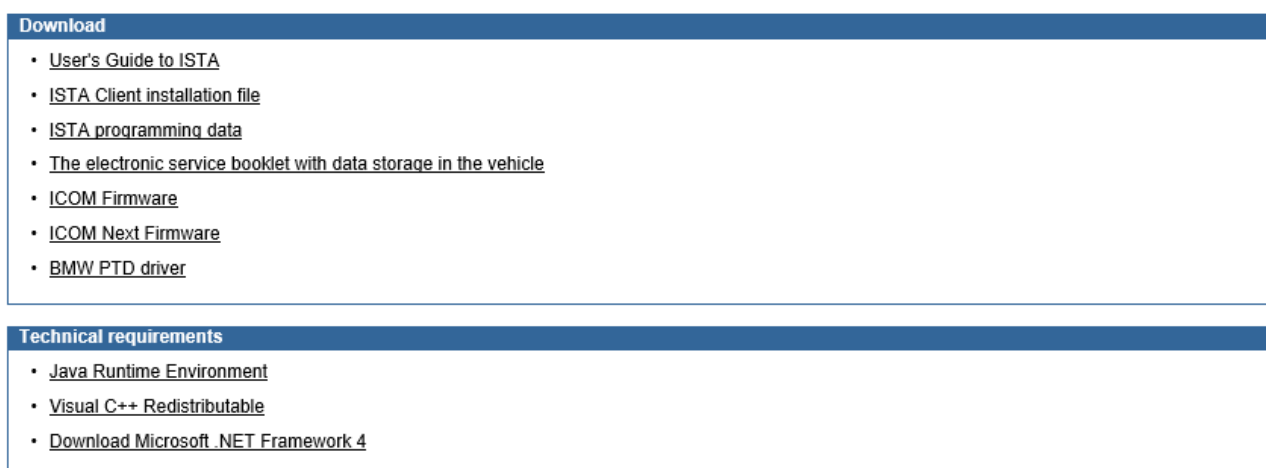 Download
• User's Guide to ISTA
• ISTA Client installation file
• ISTA programming data
• The electronic service booklet with data storage in the vehicle
• ICOM Firmware
• ICOM Next Firmware
• BMW PTD driver
Technical requirements
• Java Runtime Environment
• Visual C++ Redistributable
• Download Microsoft .NET Framework 4